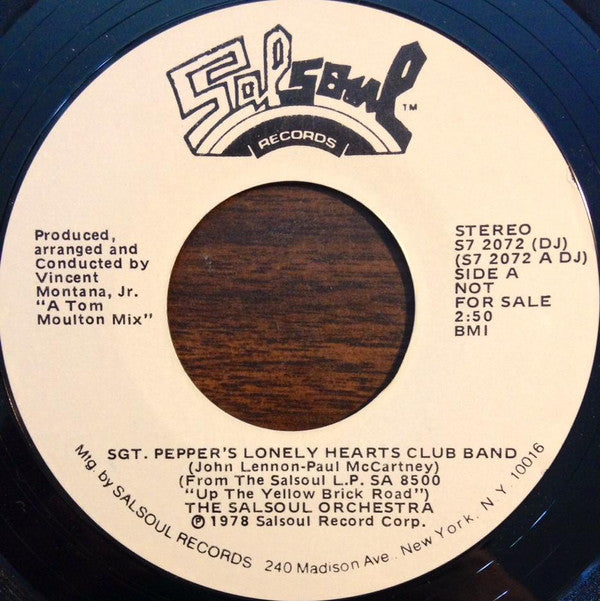 Salsoul™
RECORDS
Produced,
arranged and
Conducted by
Vincent
Montana, Jr.
"A Tom
Moulton Mix"
STEREO
S7 2072 (DJ)
(S7 2072 A DJ)
SIDE A
NOT
FOR SALE
2:50
BMI
SGT. PEPPER'S LONELY HEARTS CLUB BAND
(John Lennon-Paul McCartney)
(From The Salsoul L.P. SA 8500
"Up The Yellow Brick Road")
THE SALSOUL ORCHESTRA
℗ 1978 Salsoul Record Corp.
Mfg. by SALSOUL RECORDS 240 Madison Ave., New York, N.Y. 10016